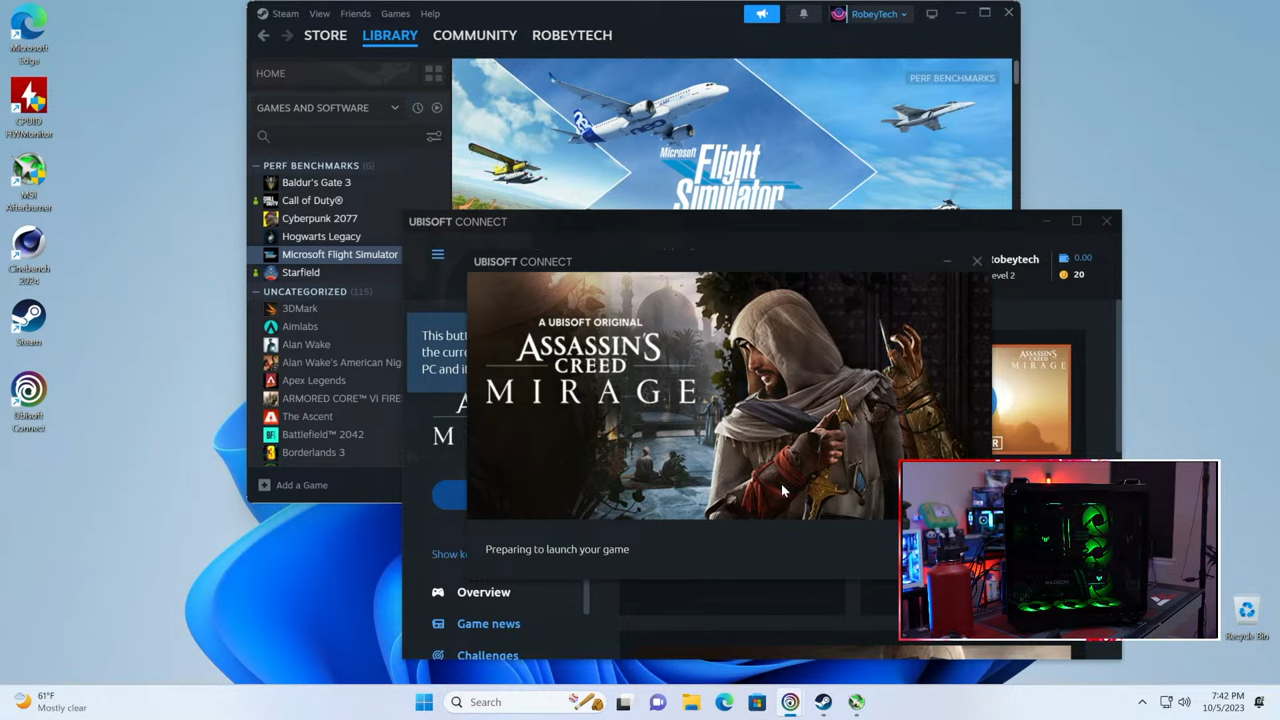 Microsoft
Edge
CPUID
HWMonitor
MSI
Afterburner
Cinebench
2024
Steam
Ubisoft
Connect
Steam View Friends Games Help
RobeyTech
STORE LIBRARY COMMUNITY ROBEYTECH
HOME
GAMES AND SOFTWARE
PERF BENCHMARKS (6)
Baldur's Gate 3
Call of Duty®
Cyberpunk 2077
Hogwarts Legacy
Microsoft Flight Simulator
Starfield
UNCATEGORIZED (115)
3DMark
Aimlabs
Alan Wake
Alan Wake's American Nig
Apex Legends
ARMORED CORE™ VI FIRES
The Ascent
Battlefield™ 2042
Borderlands 3
Add a Game
PERF BENCHMARKS
neo
Microsoft
Flight
Simulator
UBISOFT CONNECT
Robeytech
evel 2
0.00
20
This butt
the curre
PC and it
M
Show k
Overview
Game news
Challenges
ASSASSIN'S
CREED
MIRAGE
UBISOFT CONNECT
A UBISOFT ORIGINAL
ASSASSIN'S
CREED
MIRAGE
Preparing to launch your game
RADEON
Recycle Bin
61°F
Mostly clear
Search
7:42 PM
10/5/2023